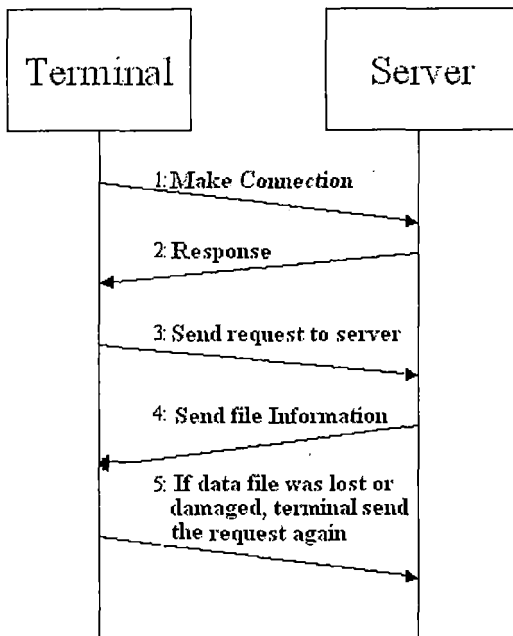 Terminal
Server
1: Make Connection
2: Response
3: Send request to server
4: Send file Information
5: If data file was lost or
damaged, terminal send
the request again